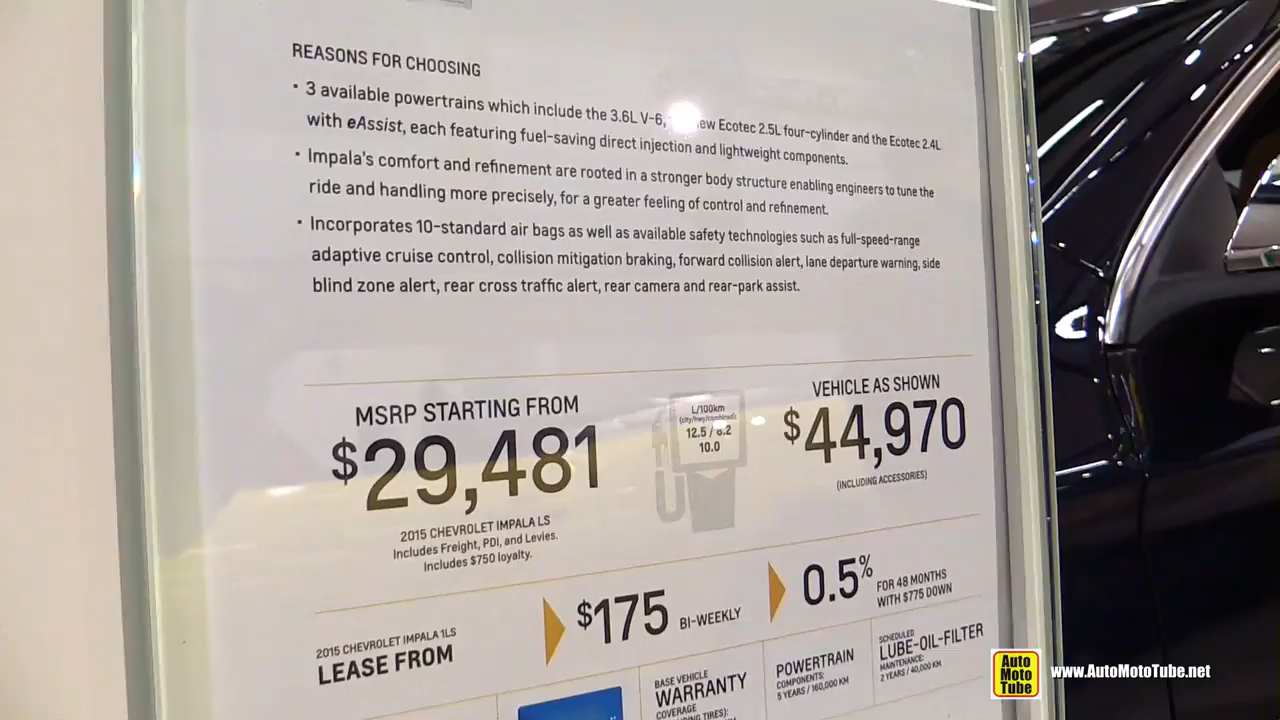 REASONS FOR CHOOSING
• 3 available powertrains which include the 3.6L V-6, ew Ecotec 2.5L four-cylinder and the Ecotec 2.4L
with eAssist, each featuring fuel-saving direct injection and lightweight components.
• Impala's comfort and refinement are rooted in a stronger body structure enabling engineers to tune the
ride and handling more precisely, for a greater feeling of control and refinement.
• Incorporates 10-standard air bags as well as available safety technologies such as full-speed-range
adaptive cruise control, collision mitigation braking, forward collision alert, lane departure warning, side
blind zone alert, rear cross traffic alert, rear camera and rear-park assist.
MSRP STARTING FROM
$29,481
2015 CHEVROLET IMPALA LS
Includes Freight, PDI, and Levies.
Includes $750 loyalty.
L/100km
(city/hwy/combined)
12.5 / 8.2
10.0
VEHICLE AS SHOWN
$44,970
(INCLUDING ACCESSORIES)
2015 CHEVROLET IMPALA 1LS
LEASE FROM
$175 BI-WEEKLY
0.5%
FOR 48 MONTHS
WITH $775 DOWN
BASE VEHICLE
WARRANTY
COVERAGE
TIRES):
POWERTRAIN
COMPONENTS:
5 YEARS / 160,000 KM
SCHEDULED
LUBE-OIL-FILTER
MAINTENANCE:
2 YEARS / 40,000 KM
Auto
Moto
Tube
www.AutoMotoTube.net